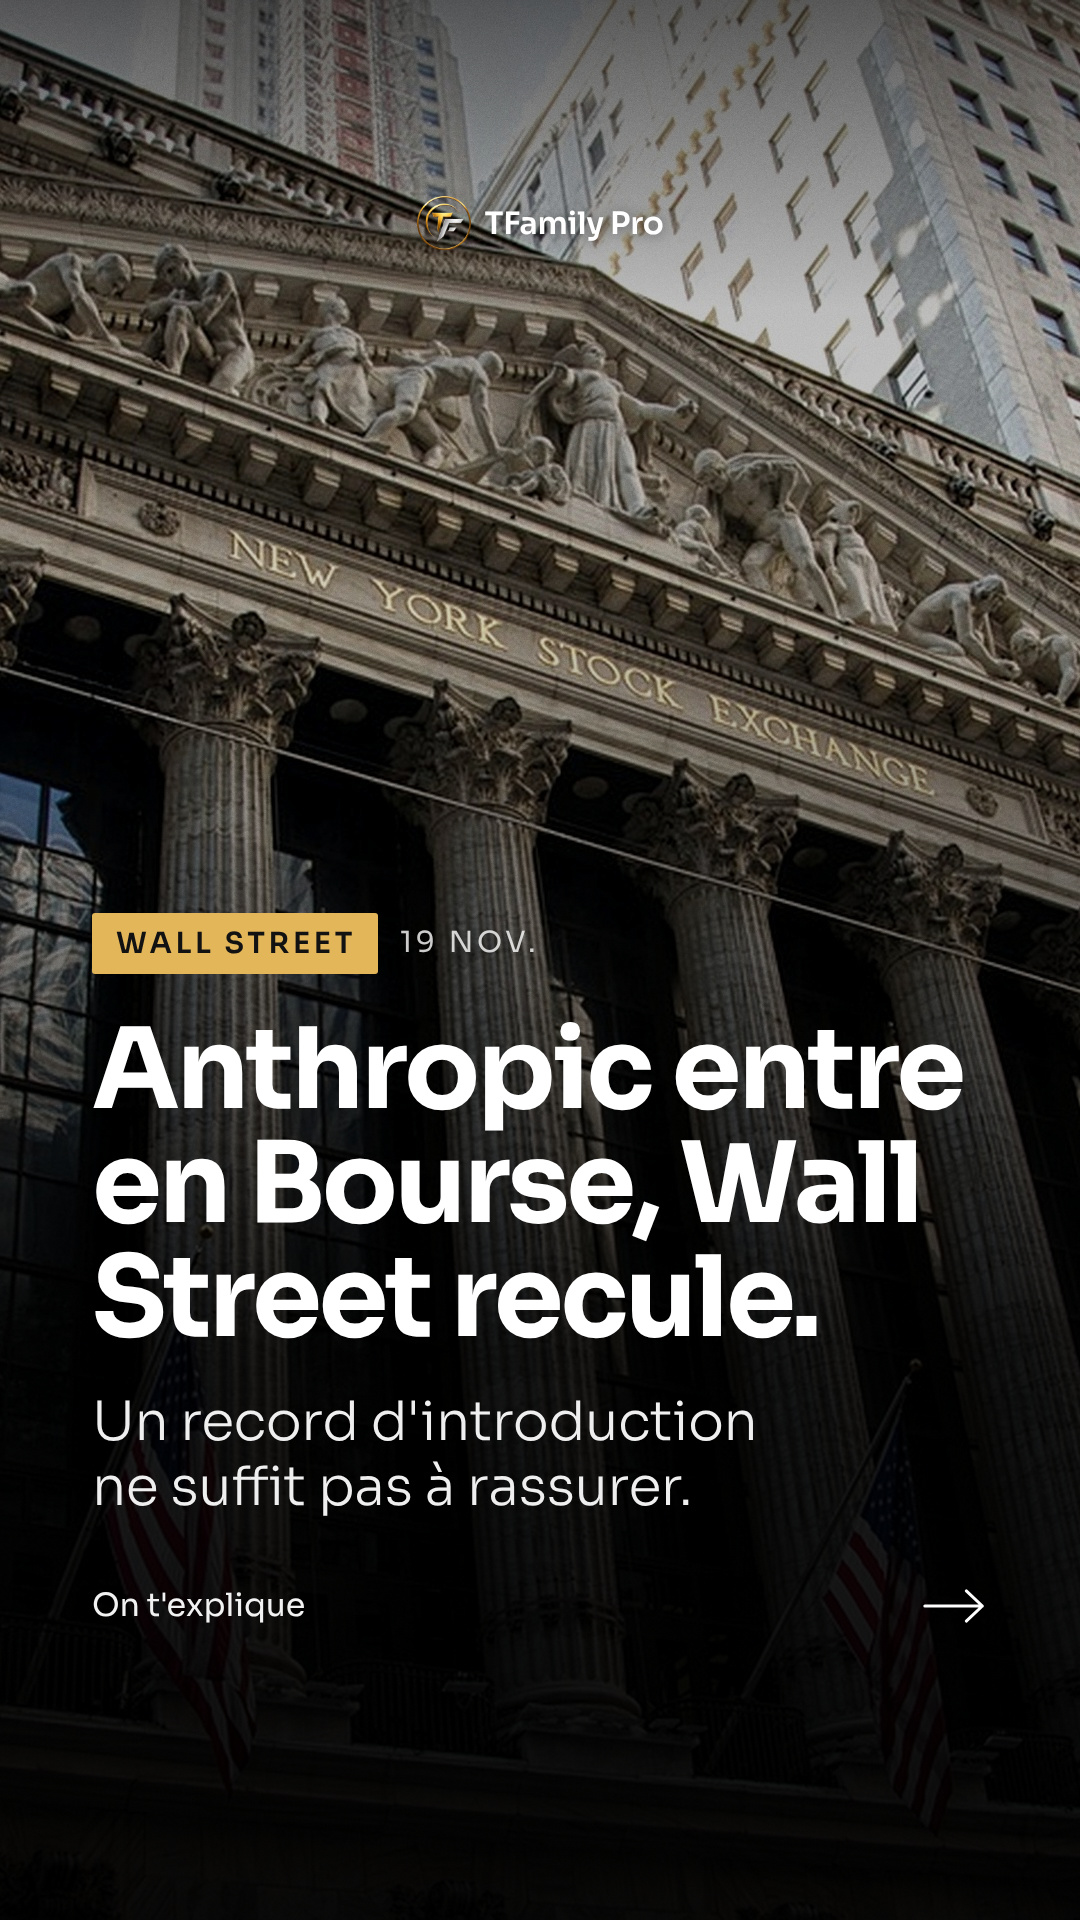 TFamily Pro
NEW YORK STOCK EXCHANGE
WALL STREET 19 NOV.
Anthropic entre
en Bourse, Wall
Street recule.
Un record d'introduction
ne suffit pas à rassurer.
On t'explique